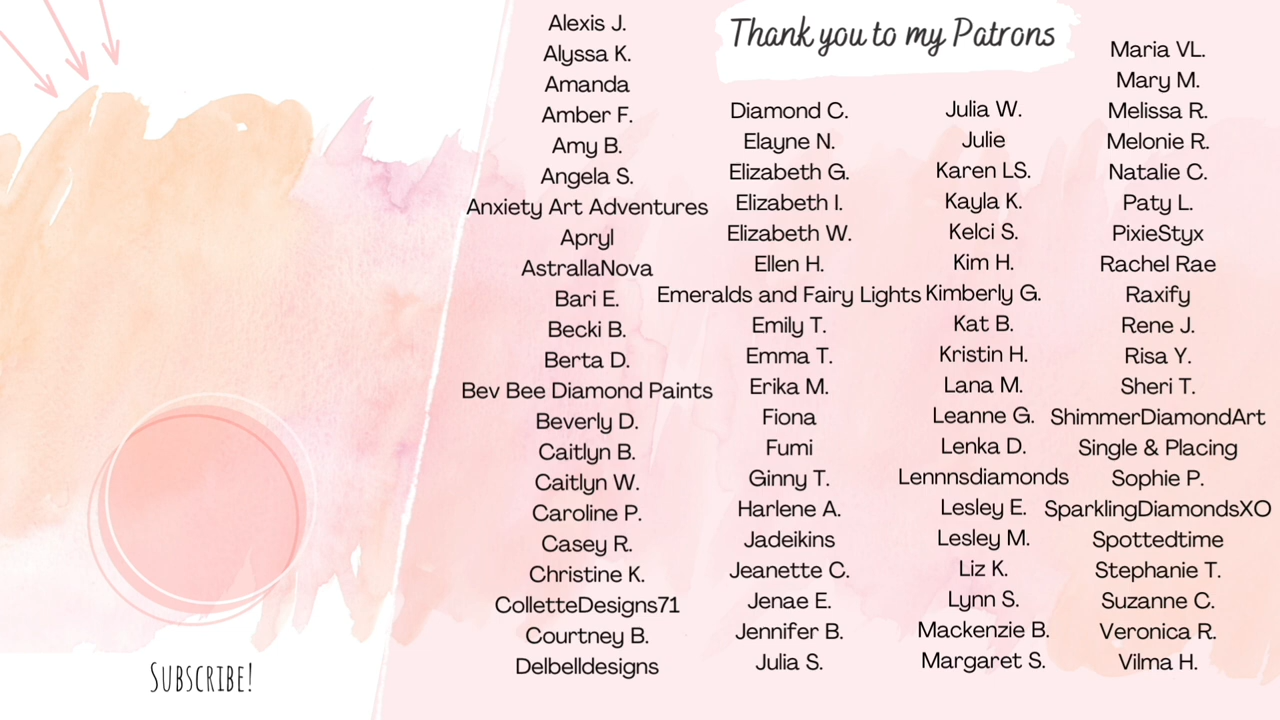 Thank you to my Patrons
Alexis J.
Alyssa K.
Amanda
Amber F.
Amy B.
Angela S.
Anxiety Art Adventures
Apryl
AstrallaNova
Bari E.
Becki B.
Berta D.
Bev Bee Diamond Paints
Beverly D.
Caitlyn B.
Caitlyn W.
Caroline P.
Casey R.
Christine K.
ColletteDesigns71
Courtney B.
Delbelldesigns
Diamond C.
Elayne N.
Elizabeth G.
Elizabeth I.
Elizabeth W.
Ellen H.
Emeralds and Fairy Lights
Emily T.
Emma T.
Erika M.
Fiona
Fumi
Ginny T.
Harlene A.
Jadeikins
Jeanette C.
Jenae E.
Jennifer B.
Julia S.
Julia W.
Julie
Karen LS.
Kayla K.
Kelci S.
Kim H.
Kimberly G.
Kat B.
Kristin H.
Lana M.
Leanne G.
Lenka D.
Lennnsdiamonds
Lesley E.
Lesley M.
Liz K.
Lynn S.
Mackenzie B.
Margaret S.
Maria VL.
Mary M.
Melissa R.
Melonie R.
Natalie C.
Paty L.
PixieStyx
Rachel Rae
Raxify
Rene J.
Risa Y.
Sheri T.
ShimmerDiamondArt
Single & Placing
Sophie P.
SparklingDiamondsXO
Spottedtime
Stephanie T.
Suzanne C.
Veronica R.
Vilma H.
Subscribe!